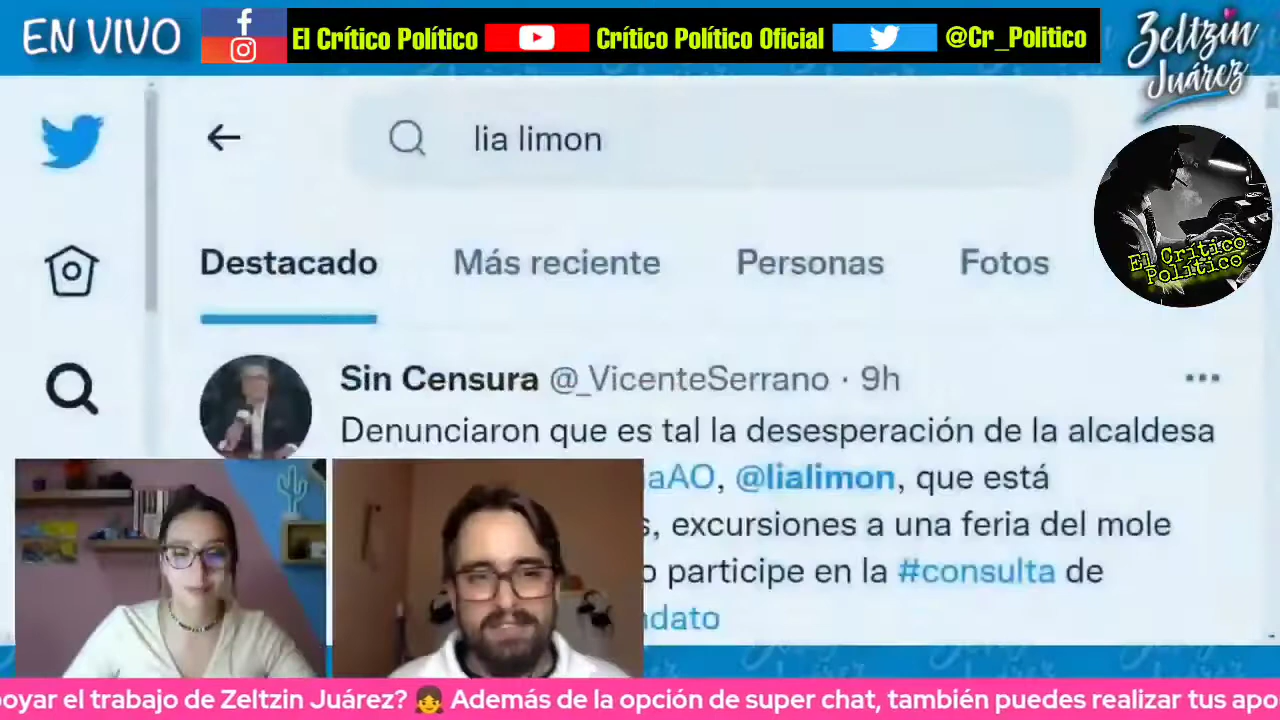 EN VIVO
El Crítico Político
Crítico Político Oficial
@Cr_Politico
Zeltzin
Juárez
lia limon
Destacado
Más reciente
Personas
Fotos
El Crítico
Político
Sin Censura @_VicenteSerrano · 9h
Denunciaron que es tal la desesperación de la alcaldesa
aAO, @lialimon, que está
s, excursiones a una feria del mole
o participe en la #consulta de
ndato
oyar el trabajo de Zeltzin Juárez? 👧 Además de la opción de super chat, también puedes realizar tus apo